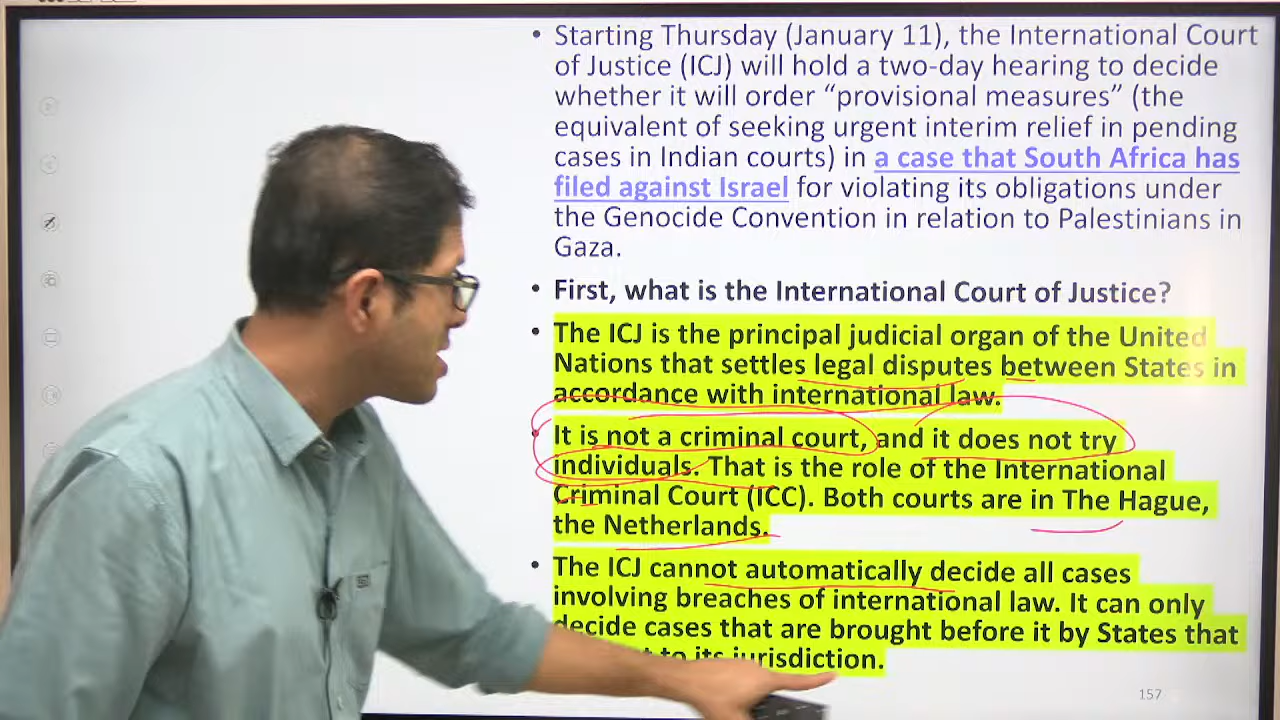 • Starting Thursday (January 11), the International Court
of Justice (ICJ) will hold a two-day hearing to decide
whether it will order “provisional measures” (the
equivalent of seeking urgent interim relief in pending
cases in Indian courts) in a case that South Africa has
filed against Israel for violating its obligations under
the Genocide Convention in relation to Palestinians in
Gaza.
• First, what is the International Court of Justice?
• The ICJ is the principal judicial organ of the United
Nations that settles legal disputes between States in
accordance with international law.
• It is not a criminal court, and it does not try
individuals. That is the role of the International
Criminal Court (ICC). Both courts are in The Hague,
the Netherlands.
• The ICJ cannot automatically decide all cases
involving breaches of international law. It can only
decide cases that are brought before it by States that
to its jurisdiction.
157